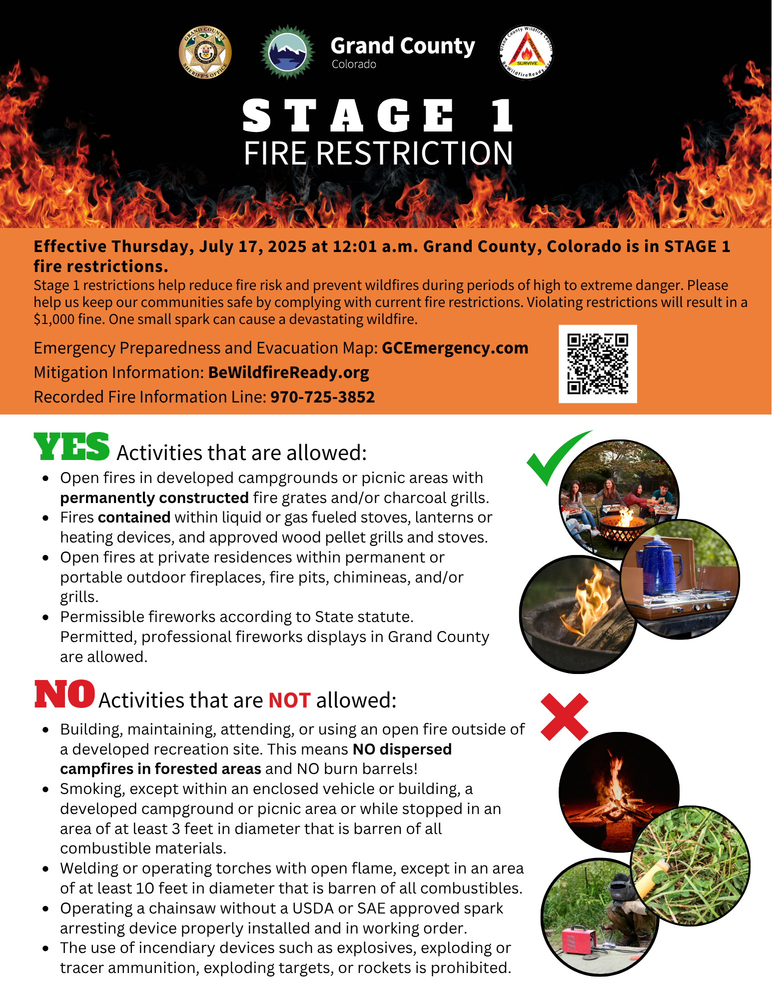 GRAND COUNTY
STATE OF COLORADO
SHERIFF'S OFFICE
Grand County
Colorado
Grand County Wildfire Council
PREVENT
PREPARE
SURVIVE
BeWildfireReady.org
STAGE 1
FIRE RESTRICTION
Effective Thursday, July 17, 2025 at 12:01 a.m. Grand County, Colorado is in STAGE 1
fire restrictions.
Stage 1 restrictions help reduce fire risk and prevent wildfires during periods of high to extreme danger. Please
help us keep our communities safe by complying with current fire restrictions. Violating restrictions will result in a
$1,000 fine. One small spark can cause a devastating wildfire.
Emergency Preparedness and Evacuation Map: GCEmergency.com
Mitigation Information: BeWildfireReady.org
Recorded Fire Information Line: 970-725-3852
YES Activities that are allowed:
• Open fires in developed campgrounds or picnic areas with
permanently constructed fire grates and/or charcoal grills.
• Fires contained within liquid or gas fueled stoves, lanterns or
heating devices, and approved wood pellet grills and stoves.
• Open fires at private residences within permanent or
portable outdoor fireplaces, fire pits, chimineas, and/or
grills.
• Permissible fireworks according to State statute.
Permitted, professional fireworks displays in Grand County
are allowed.
NO Activities that are NOT allowed:
• Building, maintaining, attending, or using an open fire outside of
a developed recreation site. This means NO dispersed
campfires in forested areas and NO burn barrels!
• Smoking, except within an enclosed vehicle or building, a
developed campground or picnic area or while stopped in an
area of at least 3 feet in diameter that is barren of all
combustible materials.
• Welding or operating torches with open flame, except in an area
of at least 10 feet in diameter that is barren of all combustibles.
• Operating a chainsaw without a USDA or SAE approved spark
arresting device properly installed and in working order.
• The use of incendiary devices such as explosives, exploding or
tracer ammunition, exploding targets, or rockets is prohibited.